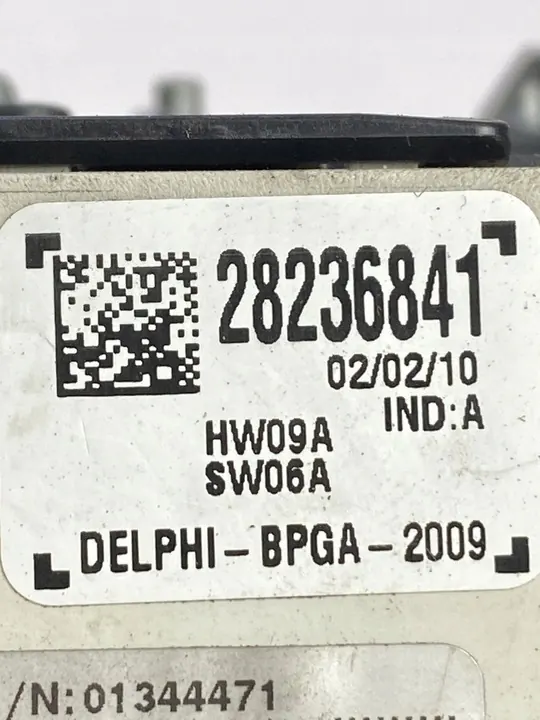 28236841
02/02/10
IND:A
HW09A
SW06A
DELPHI-BPGA-2009
/N:01344471